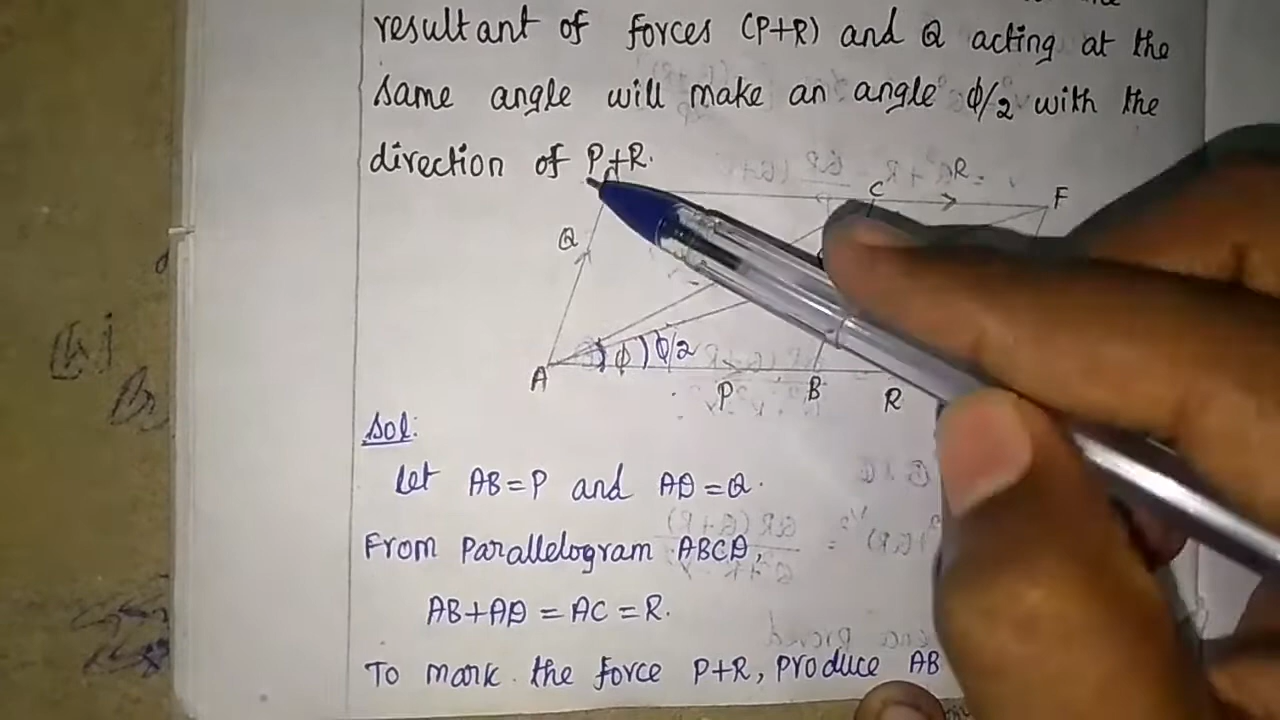 resultant of forces (P+R) and Q acting at the
same angle will make an angle ϕ/2 with the
direction of P+R.
R
C
F
Q
ϕ ϕ/2
A
P
B
R
Sol:
Let AB=P and AD=Q.
From Parallelogram ABCD,
AB+AD = AC = R.
To mark the force P+R, Produce AB